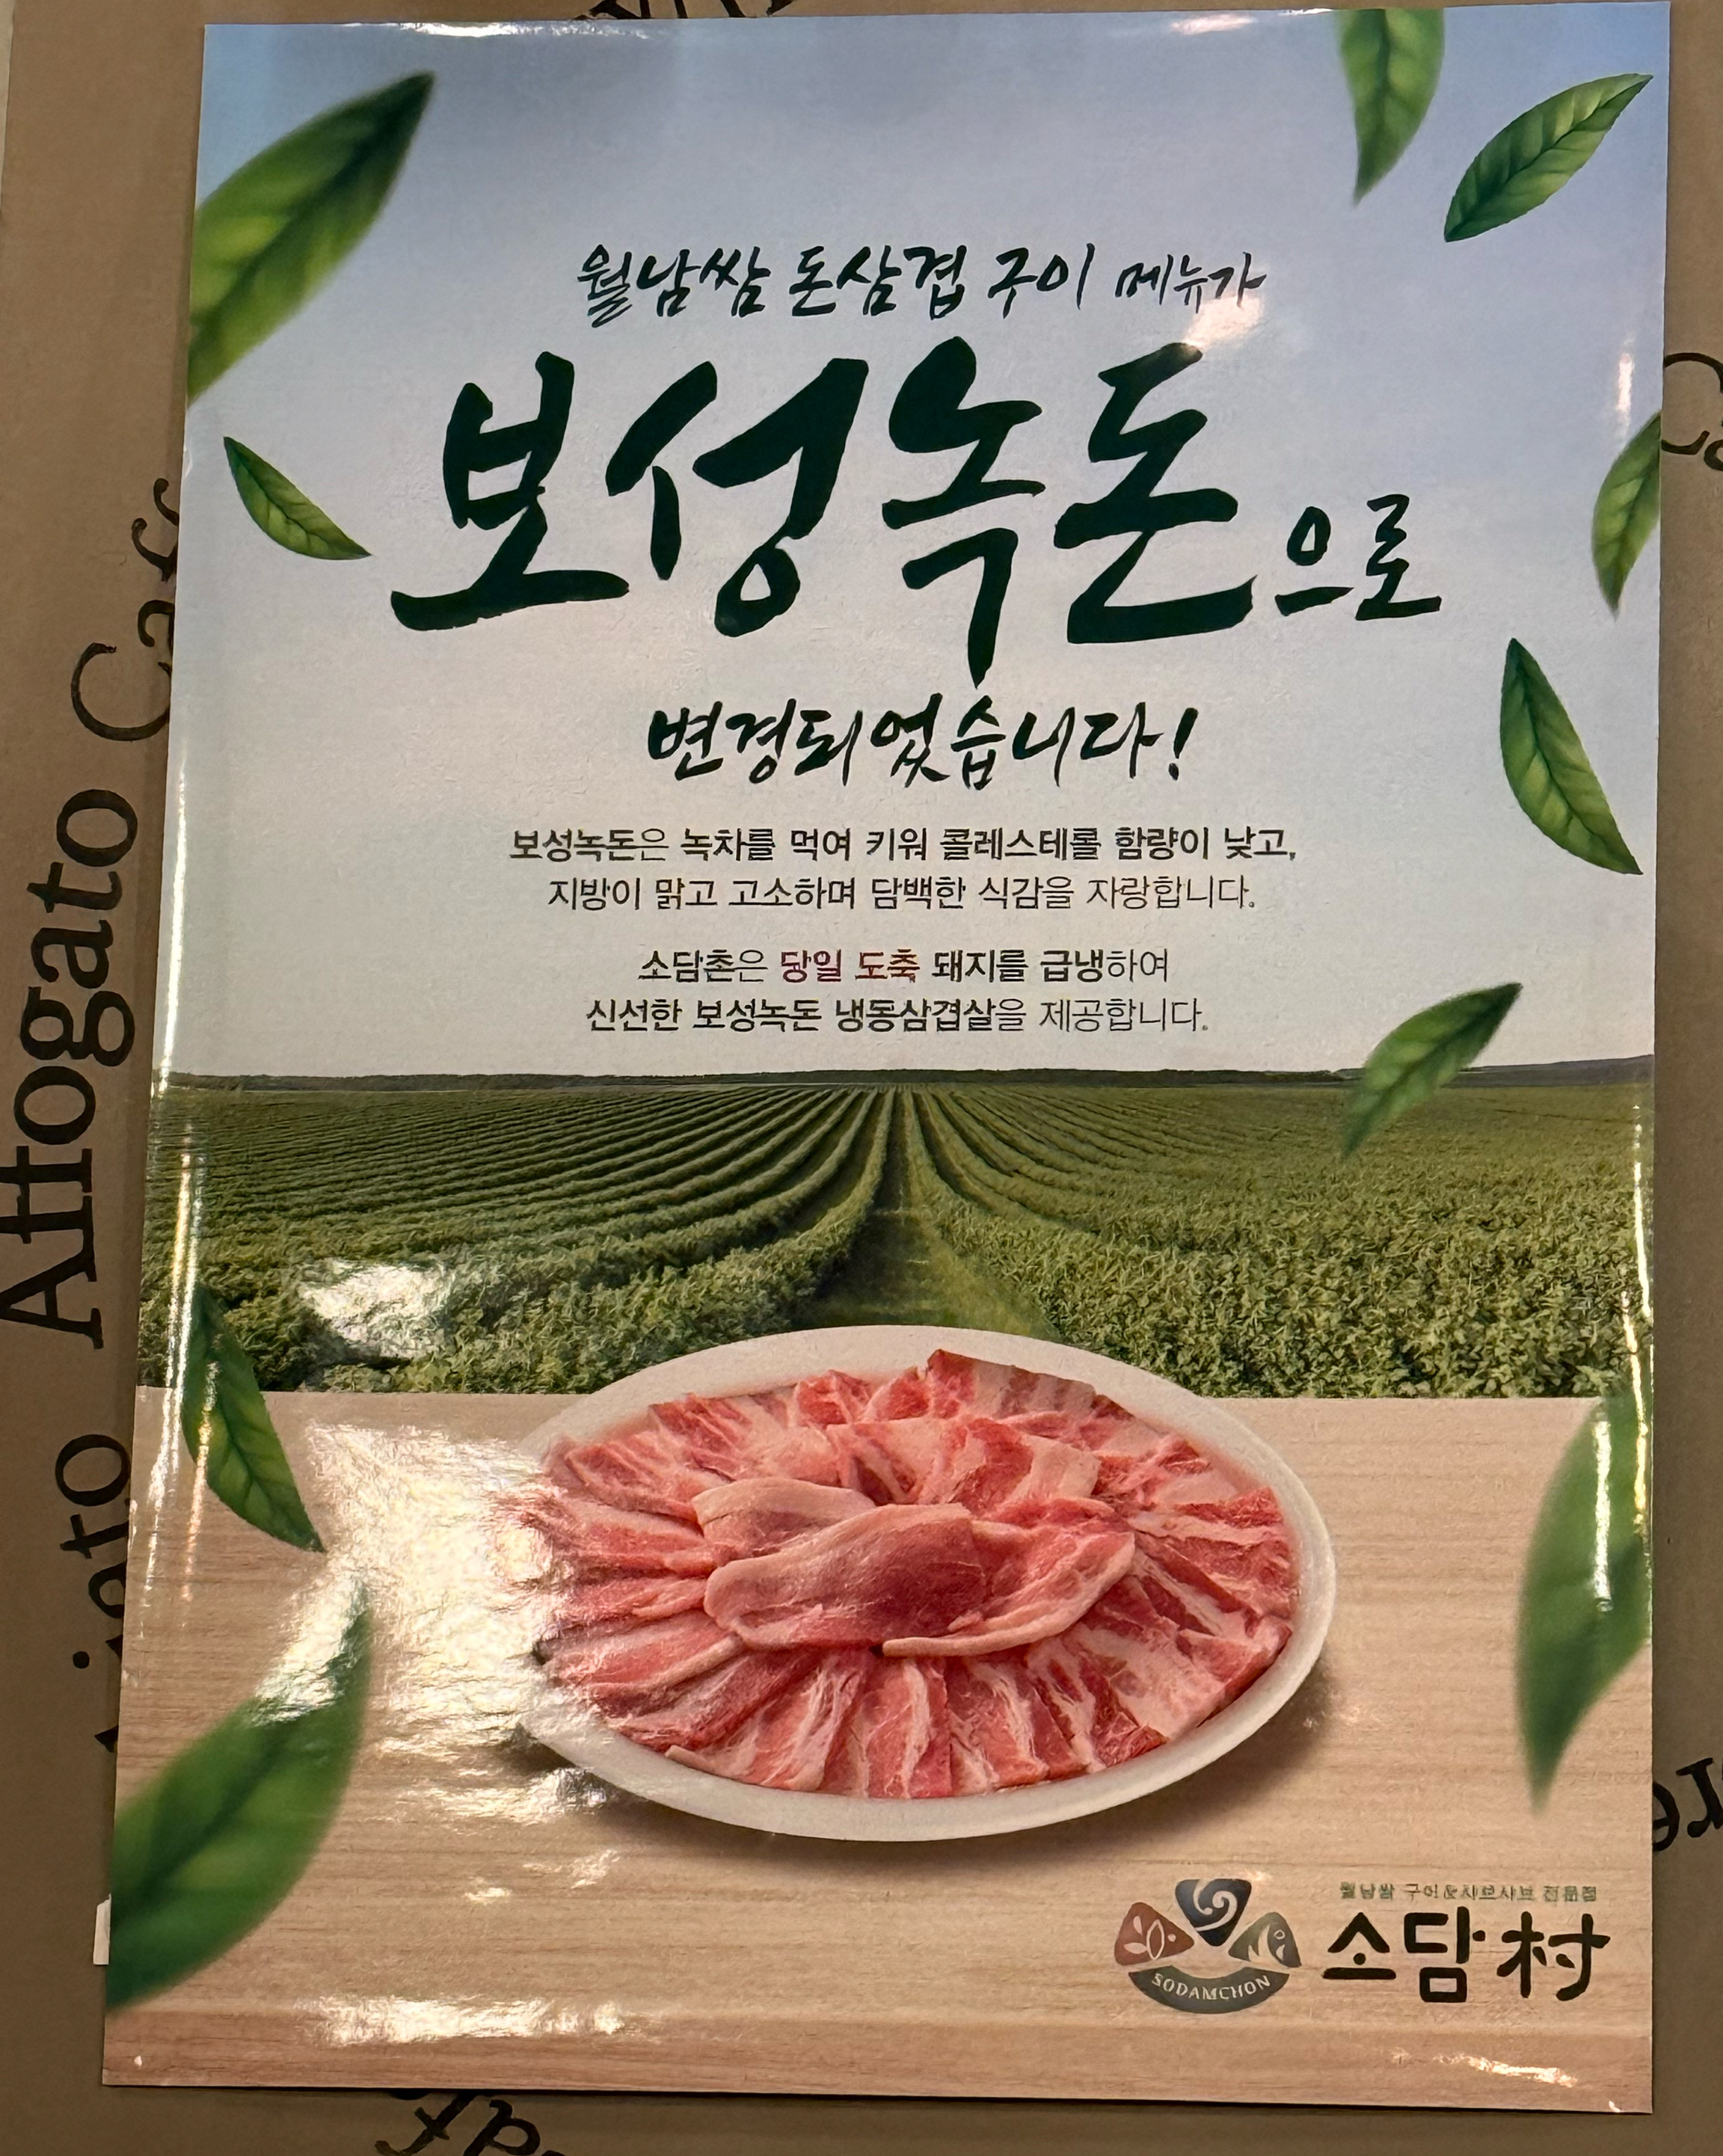 월남쌈 돈삼겹 구이 메뉴가
보성녹돈으로
변경되었습니다!
보성녹돈은 녹차를 먹여 키워 콜레스테롤 함량이 낮고,
지방이 맑고 고소하며 담백한 식감을 자랑합니다.
소담촌은 당일 도축 돼지를 급냉하여
신선한 보성녹돈 냉동삼겹살을 제공합니다.
월남쌈 구이&샤브샤브 전문점
소담村
SODAMCHON
Attogato